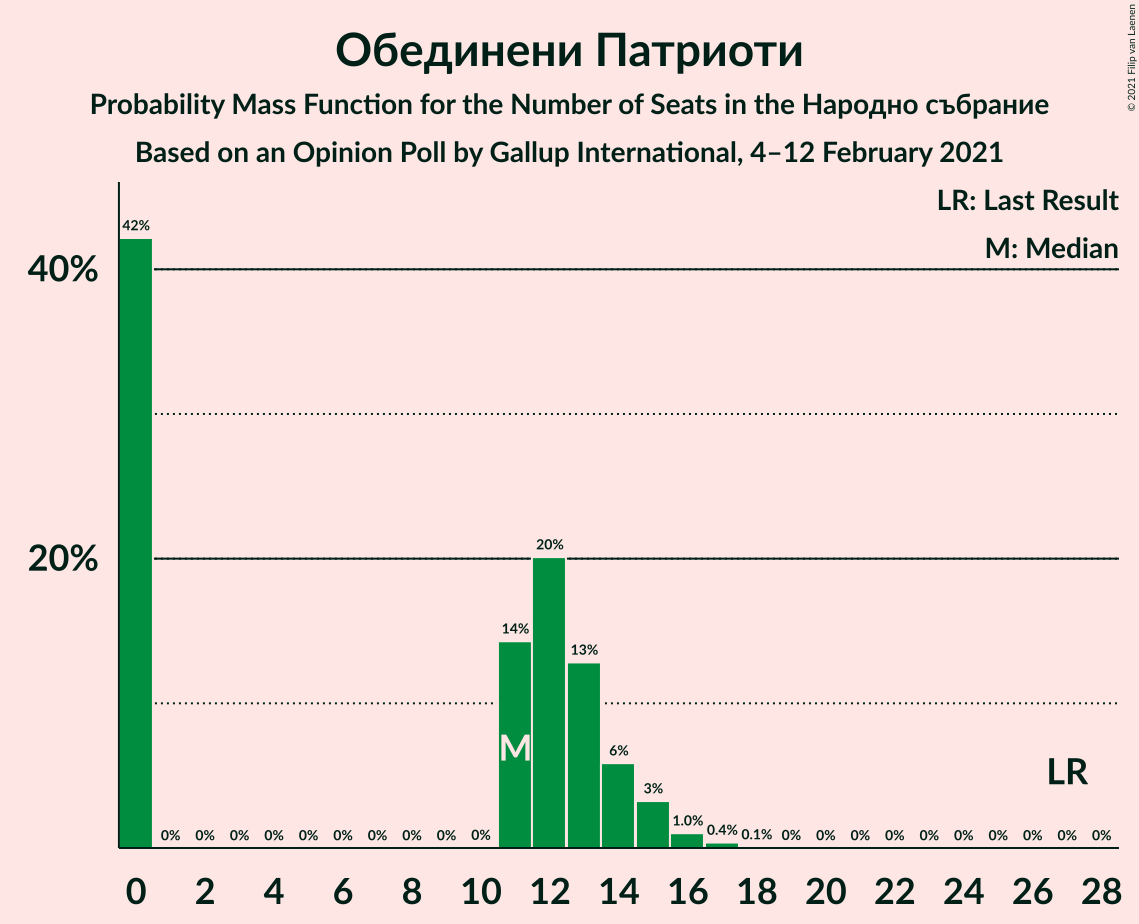 Обединени Патриоти
Probability Mass Function for the Number of Seats in the Народно събрание
Based on an Opinion Poll by Gallup International, 4–12 February 2021
© 2021 Filip van Laenen
LR: Last Result
M: Median
42%
40%
20%
20%
14%
13%
6%
3%
1.0%
0.4%
0.1%
0% 0% 0% 0% 0% 0% 0% 0% 0% 0%
0% 0% 0% 0% 0% 0% 0% 0% 0% 0%
M
LR
0 2 4 6 8 10 12 14 16 18 20 22 24 26 28